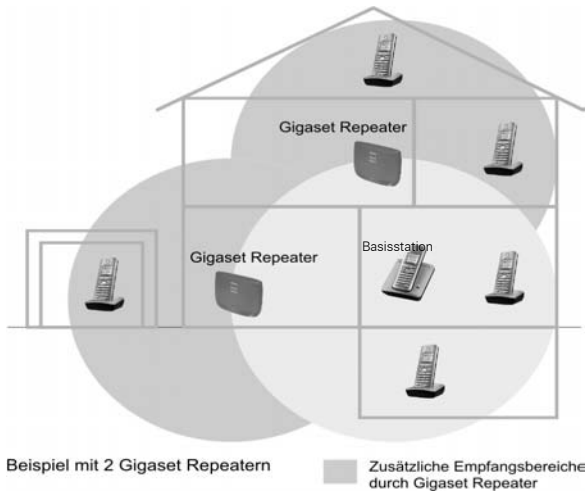 Gigaset Repeater
Basisstation
Gigaset Repeater
Beispiel mit 2 Gigaset Repeatern
Zusätzliche Empfangsbereiche
durch Gigaset Repeater